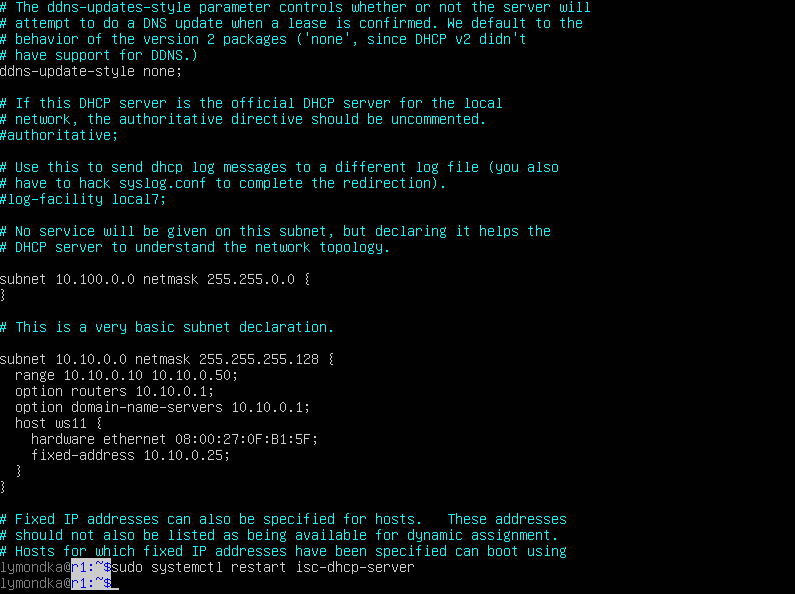 # The ddns-updates-style parameter controls whether or not the server will
# attempt to do a DNS update when a lease is confirmed. We default to the
# behavior of the version 2 packages ('none', since DHCP v2 didn't
# have support for DDNS.)
ddns-update-style none;
# If this DHCP server is the official DHCP server for the local
# network, the authoritative directive should be uncommented.
#authoritative;
# Use this to send dhcp log messages to a different log file (you also
# have to hack syslog.conf to complete the redirection).
#log-facility local7;
# No service will be given on this subnet, but declaring it helps the
# DHCP server to understand the network topology.
subnet 10.100.0.0 netmask 255.255.0.0 {
}
# This is a very basic subnet declaration.
subnet 10.10.0.0 netmask 255.255.255.128 {
  range 10.10.0.10 10.10.0.50;
  option routers 10.10.0.1;
  option domain-name-servers 10.10.0.1;
  host ws11 {
    hardware ethernet 08:00:27:0F:B1:5F;
    fixed-address 10.10.0.25;
  }
}
# Fixed IP addresses can also be specified for hosts.   These addresses
# should not also be listed as being available for dynamic assignment.
# Hosts for which fixed IP addresses have been specified can boot using
lymondka@r1:~$sudo systemctl restart isc-dhcp-server
lymondka@r1:~$_